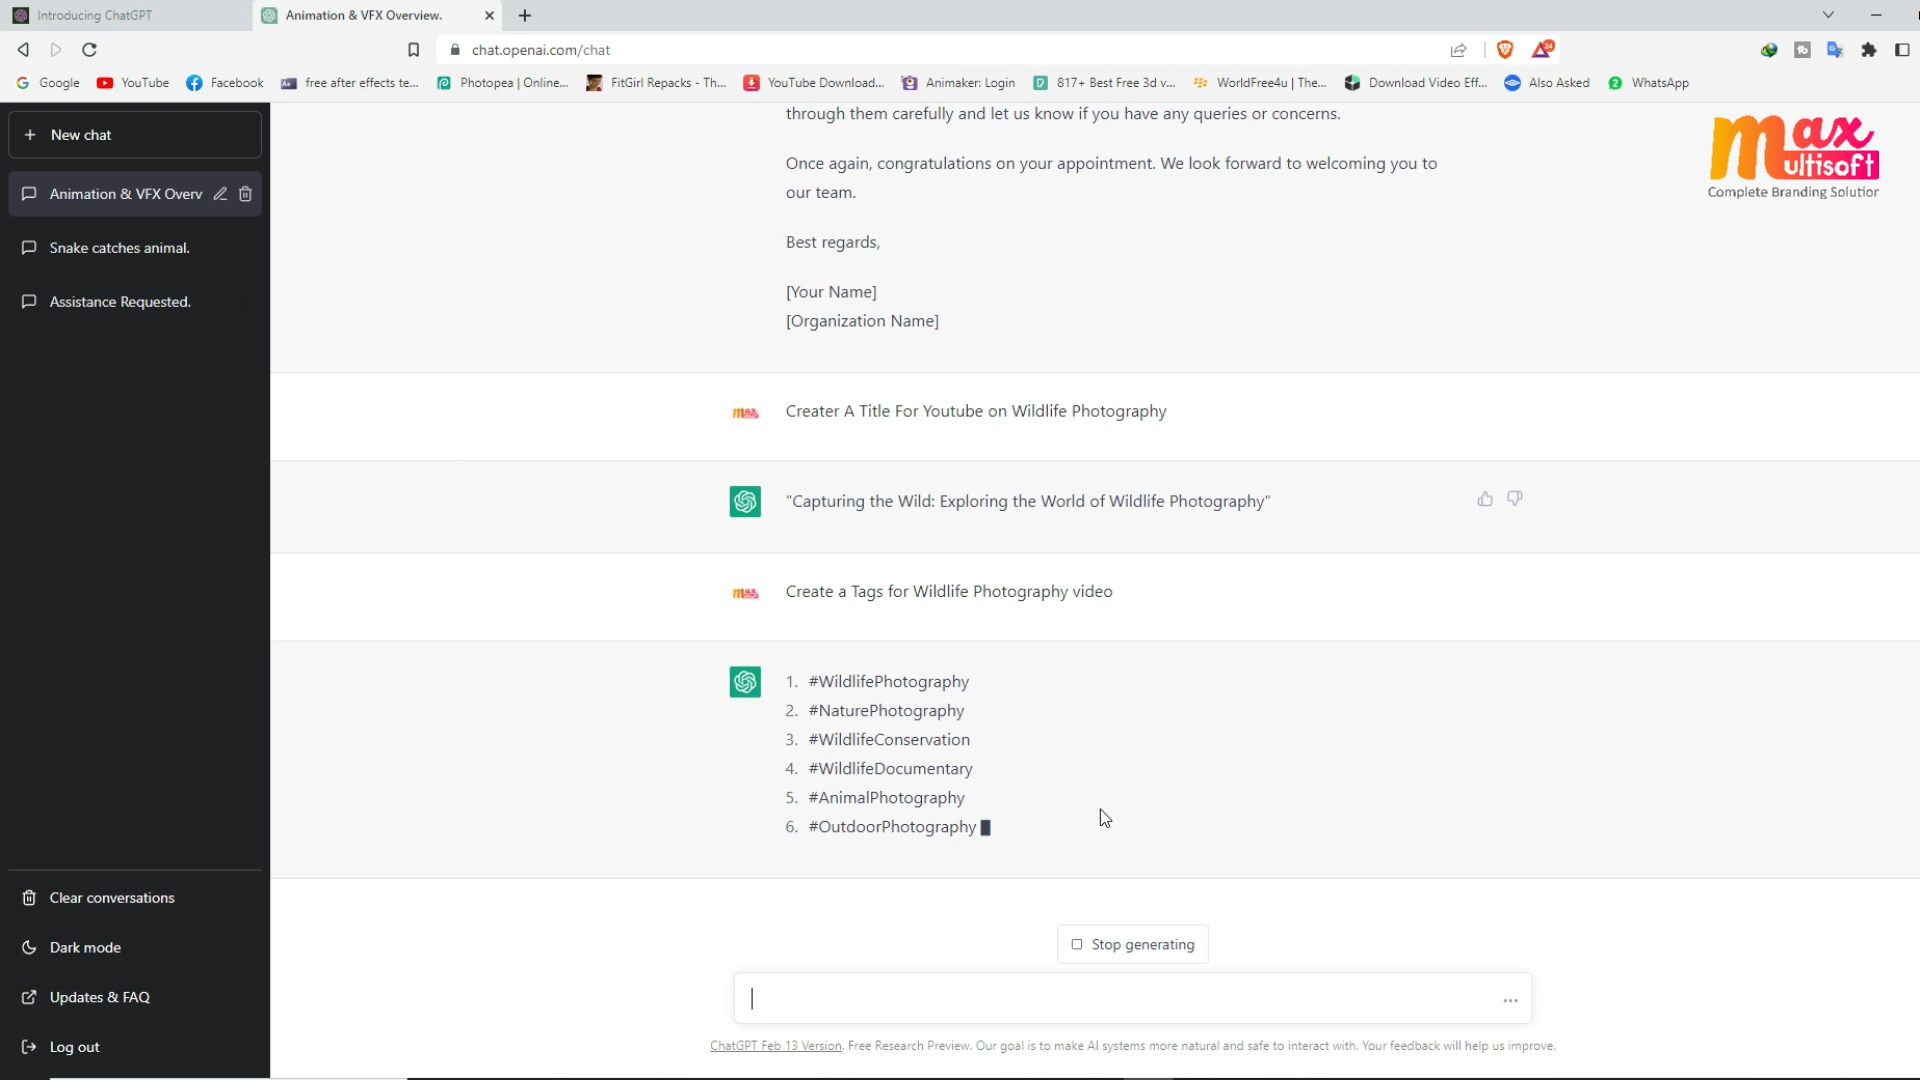 Introducing ChatGPT
Animation & VFX Overview.
chat.openai.com/chat
24
Google
YouTube
Facebook
free after effects te...
Photopea | Online...
FitGirl Repacks - Th...
YouTube Download...
Animaker: Login
817+ Best Free 3d v...
WorldFree4u | The...
Download Video Eff...
Also Asked
WhatsApp
New chat
Animation & VFX Overv
Snake catches animal.
Assistance Requested.
through them carefully and let us know if you have any queries or concerns.
Once again, congratulations on your appointment. We look forward to welcoming you to
our team.
Best regards,
[Your Name]
[Organization Name]
max
ultisoft
Complete Branding Solution
Creater A Title For Youtube on Wildlife Photography
"Capturing the Wild: Exploring the World of Wildlife Photography"
Create a Tags for Wildlife Photography video
1. #WildlifePhotography
2. #NaturePhotography
3. #WildlifeConservation
4. #WildlifeDocumentary
5. #AnimalPhotography
6. #OutdoorPhotography
Clear conversations
Dark mode
Updates & FAQ
Log out
Stop generating
ChatGPT Feb 13 Version. Free Research Preview. Our goal is to make AI systems more natural and safe to interact with. Your feedback will help us improve.